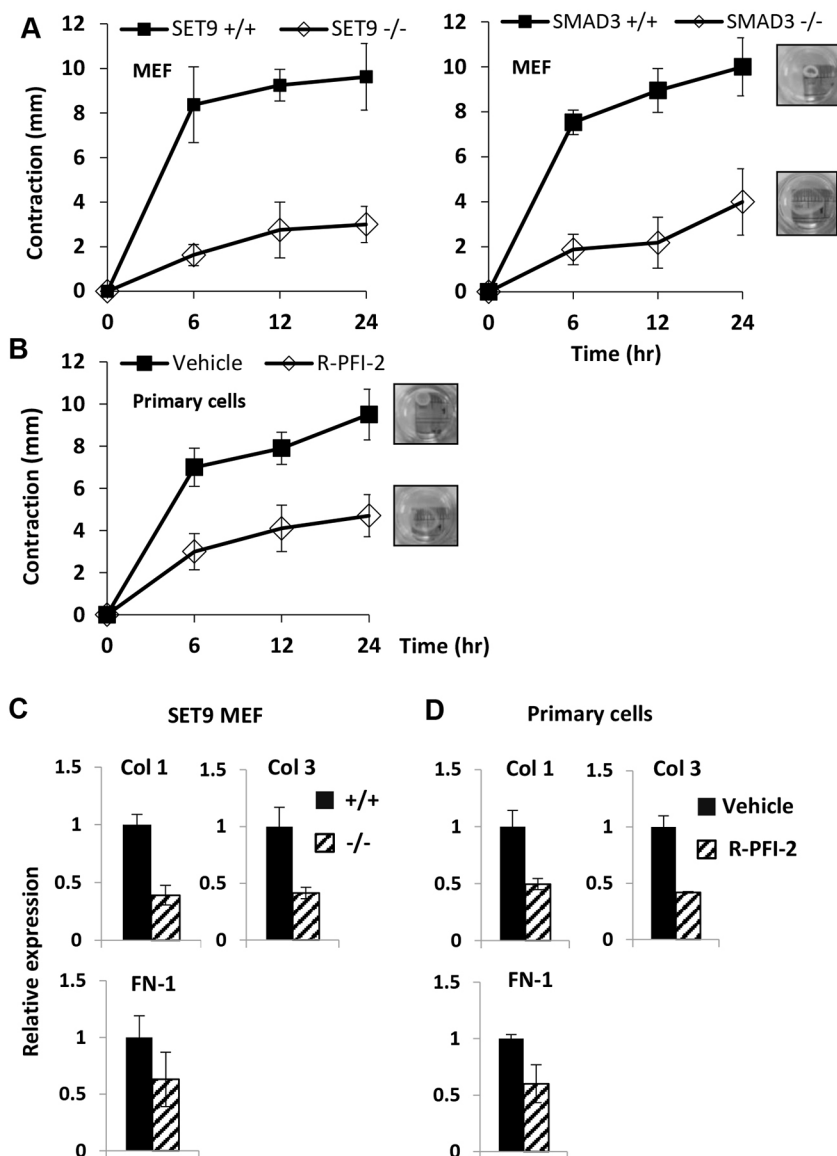 A
SET9 +/+ SET9 -/-
MEF
Contraction (mm)
12
10
8
6
4
2
0
0 6 12 24
SMAD3 +/+ SMAD3 -/-
MEF
12
10
8
6
4
2
0
0 6 12 24
Time (hr)
B
Vehicle R-PFI-2
Primary cells
Contraction (mm)
12
10
8
6
4
2
0
0 6 12 24 Time (hr)
C
SET9 MEF
Relative expression
Col 1
1.5
1
0.5
0
Col 3
1.5
1
0.5
0
+/+
-/-
FN-1
1.5
1
0.5
0
D
Primary cells
Col 1
1.5
1
0.5
0
Col 3
1.5
1
0.5
0
Vehicle
R-PFI-2
FN-1
1.5
1
0.5
0